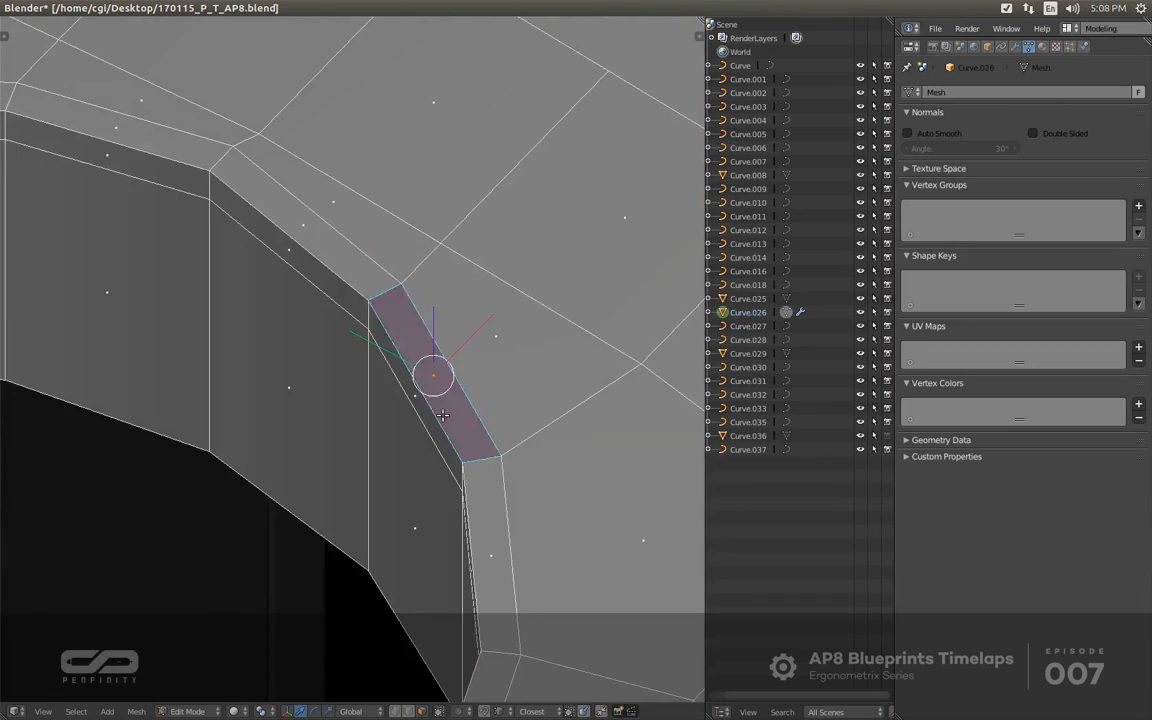 Blender* [/home/cgi/Desktop/170115_P_T_AP8.blend]
En 5:08 PM
Scene
RenderLayers
World
Curve
Curve.001
Curve.002
Curve.003
Curve.004
Curve.005
Curve.006
Curve.007
Curve.008
Curve.009
Curve.010
Curve.011
Curve.012
Curve.013
Curve.014
Curve.016
Curve.018
Curve.025
Curve.026
Curve.027
Curve.028
Curve.029
Curve.030
Curve.031
Curve.032
Curve.033
Curve.035
Curve.036
Curve.037
File Render Window Help Modeling
Curve.026 Mesh
Mesh F
Normals
Auto Smooth Double Sided
Angle: 30°
Texture Space
Vertex Groups
Shape Keys
UV Maps
Vertex Colors
Geometry Data
Custom Properties
PENFINITY
AP8 Blueprints Timelaps
Ergonometrix Series
EPISODE
007
View Select Add Mesh Edit Mode Global Closest
View Search All Scenes